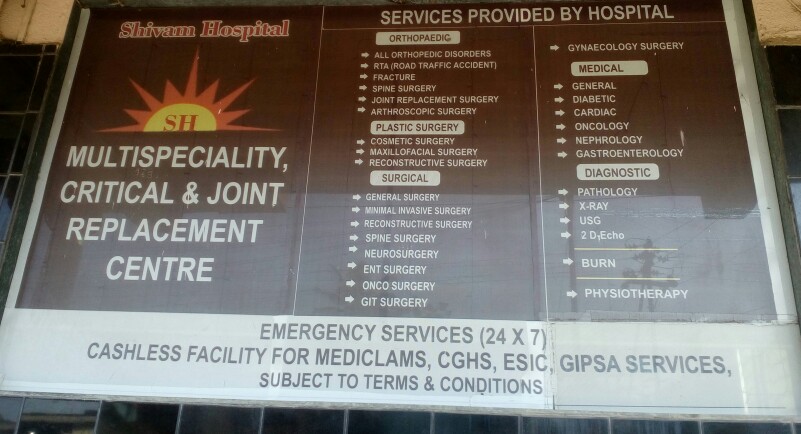 Shivam Hospital
SH
MULTISPECIALITY,
CRITICAL & JOINT
REPLACEMENT
CENTRE
SERVICES PROVIDED BY HOSPITAL
ORTHOPAEDIG
ALL ORTHOPEDIC DISORDERS
RTA (ROAD TRAFFIC ACCIDENT)
FRACTURE
SPINE SURGERY
JOINT REPLACEMENT SURGERY
ARTHROSCOPIC SURGERY
PLASTIC SURGERY
COSMETIC SURGERY
MAXILLOFACIAL SURGERY
RECONSTRUCTIVE SURGERY
SURGICAL
GENERAL SURGERY
MINIMAL INVASIVE SURGERY
RECONSTRUCTIVE SURGERY
SPINE SURGERY
NEUROSURGERY
ENT SURGERY
ONCO SURGERY
GIT SURGERY
GYNAECOLOGY SURGERY
MEDICAL
GENERAL
DIABETIC
CARDIAC
ONCOLOGY
NEPHROLOGY
GASTROENTEROLOGY
DIAGNOSTIC
PATHOLOGY
X-RAY
USG
2 D,Echo
BURN
PHYSIOTHERAPY
EMERGENCY SERVICES (24 X 7)
CASHLESS FACILITY FOR MEDICLAMS, CGHS, ESIC, GIPSA SERVICES,
SUBJECT TO TERMS & CONDITIONS